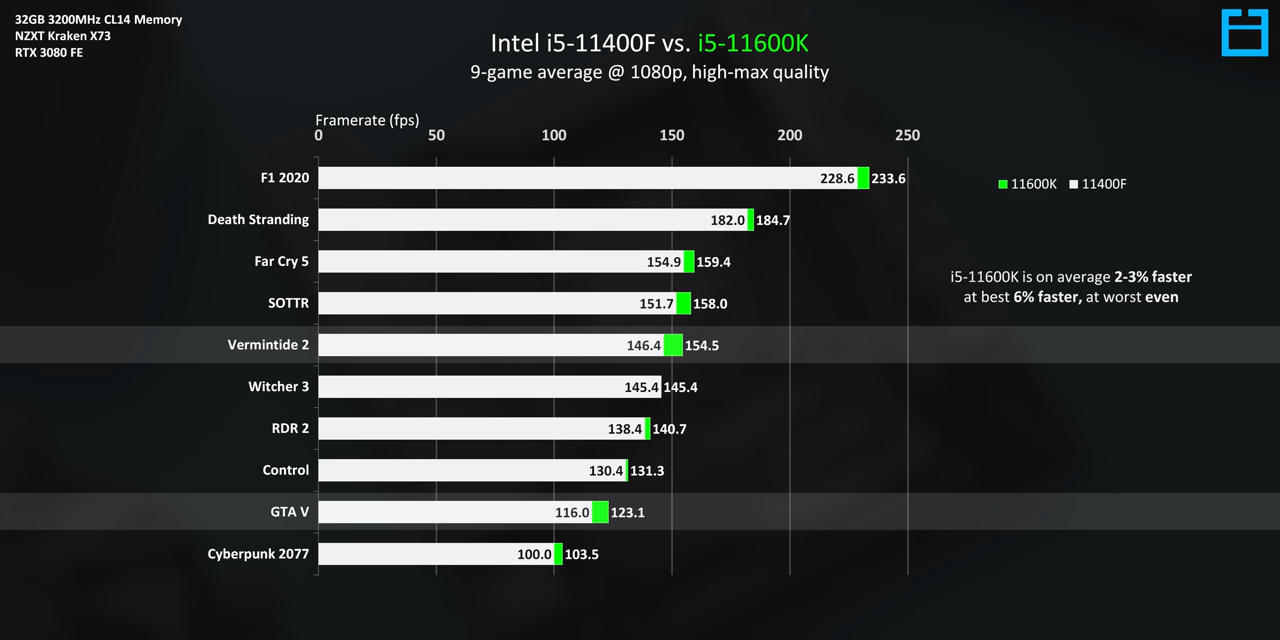 32GB 3200MHz CL14 Memory
NZXT Kraken X73
RTX 3080 FE
Intel i5-11400F vs. i5-11600K
9-game average @ 1080p, high-max quality
Framerate (fps)
0 50 100 150 200 250
F1 2020 228.6 233.6
Death Stranding 182.0 184.7
Far Cry 5 154.9 159.4
SOTTR 151.7 158.0
Vermintide 2 146.4 154.5
Witcher 3 145.4 145.4
RDR 2 138.4 140.7
Control 130.4 131.3
GTA V 116.0 123.1
Cyberpunk 2077 100.0 103.5
11600K 11400F
i5-11600K is on average 2-3% faster
at best 6% faster, at worst even